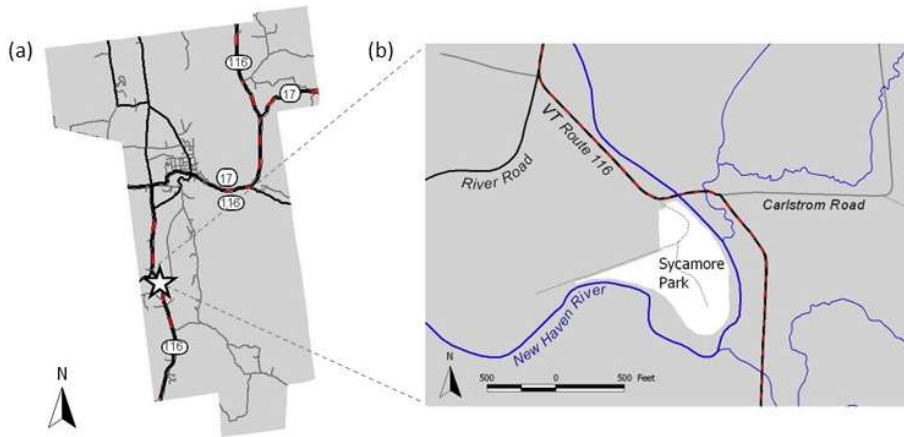 (a)
116
17
17
116
116
N
(b)
VT Route 116
River Road
Carlstrom Road
Sycamore
Park
New Haven River
N
500 0 500 Feet